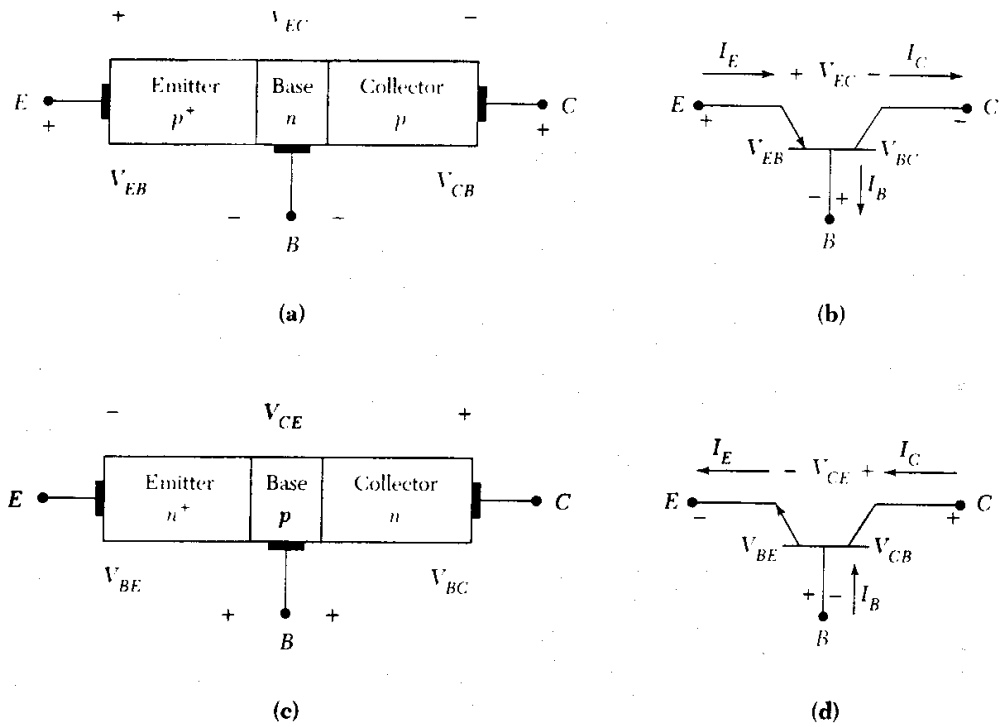 + V_EC −
Emitter Base Collector
E p⁺ n p C
+ +
V_EB V_CB
− −
B
(a)
I_E + V_EC − I_C
E C
+ −
V_EB V_BC
− + I_B
B
(b)
− V_CE +
Emitter Base Collector
E n⁺ p n C
V_BE V_BC
+ +
B
(c)
I_E − V_CE + I_C
E C
− +
V_BE V_CB
+ − I_B
B
(d)